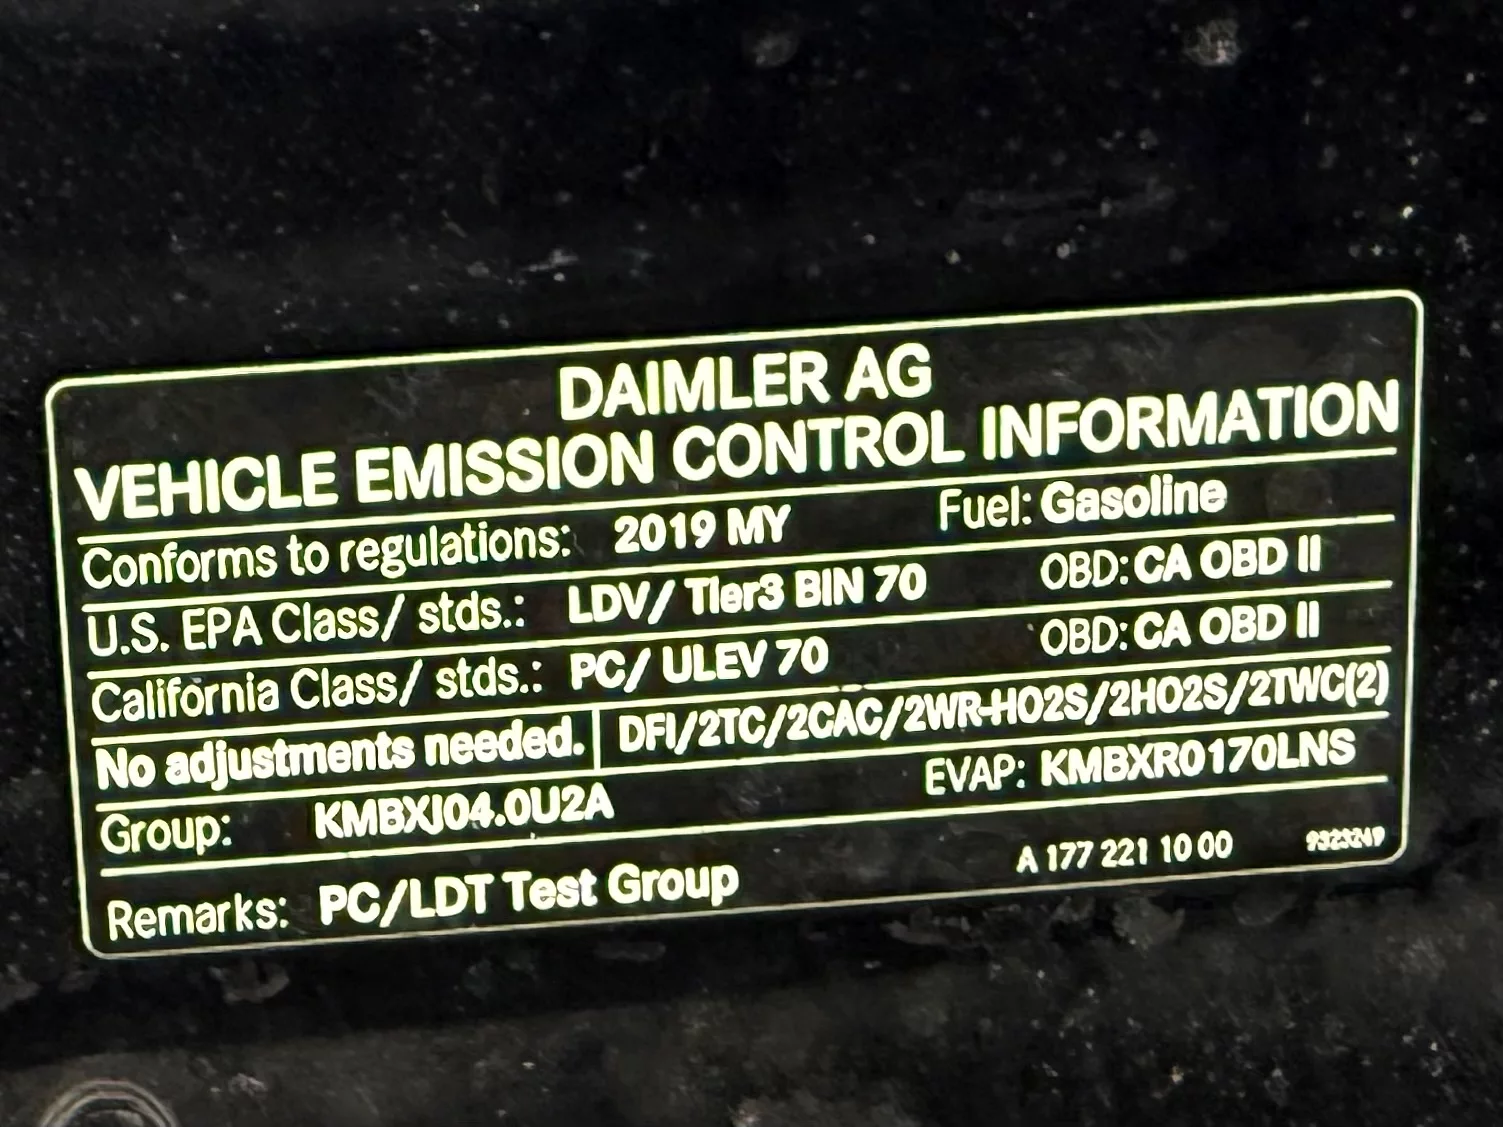 DAIMLER AG
VEHICLE EMISSION CONTROL INFORMATION
Conforms to regulations: 2019 MY Fuel: Gasoline
U.S. EPA Class/ stds.: LDV/ Tier3 BIN 70 OBD: CA OBD II
California Class/ stds.: PC/ ULEV 70 OBD: CA OBD II
No adjustments needed. DFI/2TC/2CAC/2WR-HO2S/2HO2S/2TWC(2)
Group: KMBXJ04.0U2A EVAP: KMBXR0170LNS
Remarks: PC/LDT Test Group A 177 221 10 00 9323249